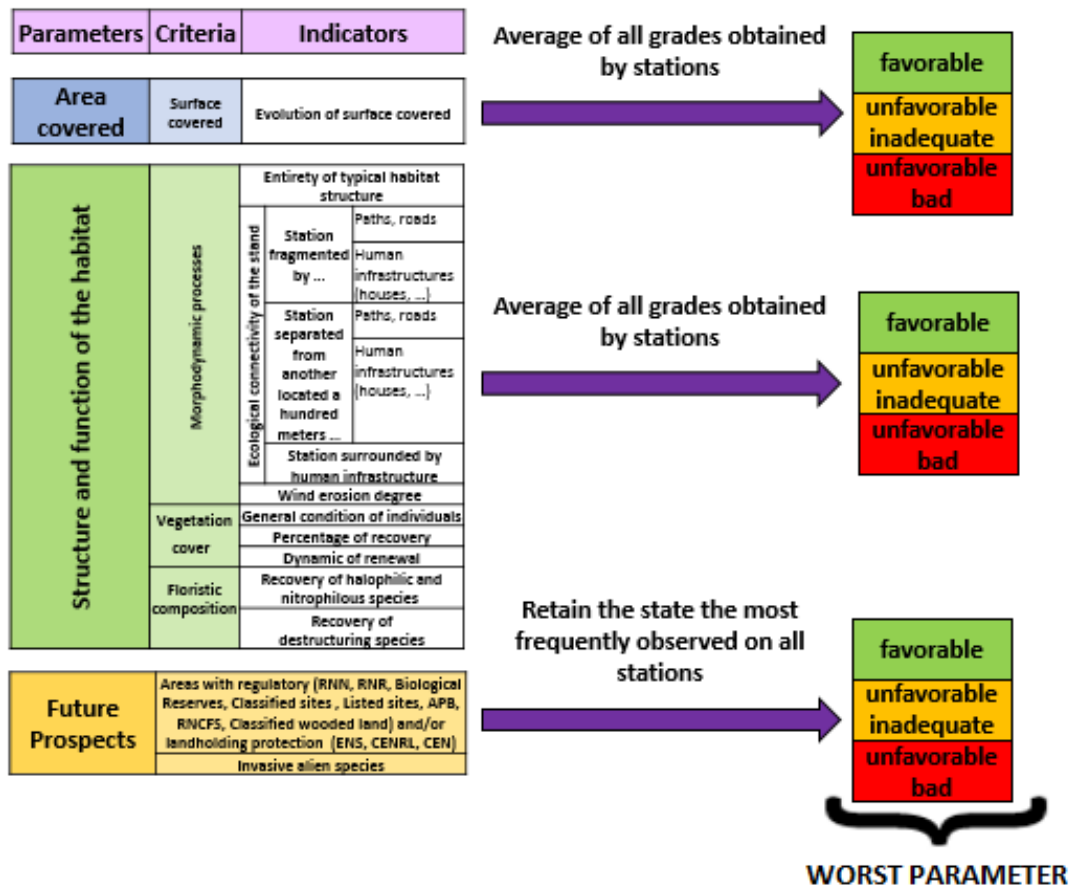 Parameters Criteria Indicators
Average of all grades obtained
by stations
Area
covered
Surface
covered
Evolution of surface covered
favorable
unfavorable
inadequate
unfavorable
bad
Structure and function of the habitat
Morphodynamic processes
Entirety of typical habitat
structure
Ecological connectivity of the stand
Station
fragmented
by ...
Paths, roads
Human
infrastructures
(houses, ...)
Station
separated
from
another
located a
hundred
meters ...
Paths, roads
Human
infrastructures
(houses, ...)
Station surrounded by
human infrastructure
Wind erosion degree
Vegetation
cover
General condition of individuals
Percentage of recovery
Dynamic of renewal
Floristic
composition
Recovery of halophilic and
nitrophilous species
Recovery of
destructuring species
Average of all grades obtained
by stations
favorable
unfavorable
inadequate
unfavorable
bad
Future
Prospects
Areas with regulatory (RNN, RNR, Biological
Reserves, Classified sites , Listed sites, APB,
RNCFS, Classified wooded land) and/or
landholding protection (ENS, CENRL, CEN)
Invasive alien species
Retain the state the most
frequently observed on all
stations
favorable
unfavorable
inadequate
unfavorable
bad
WORST PARAMETER